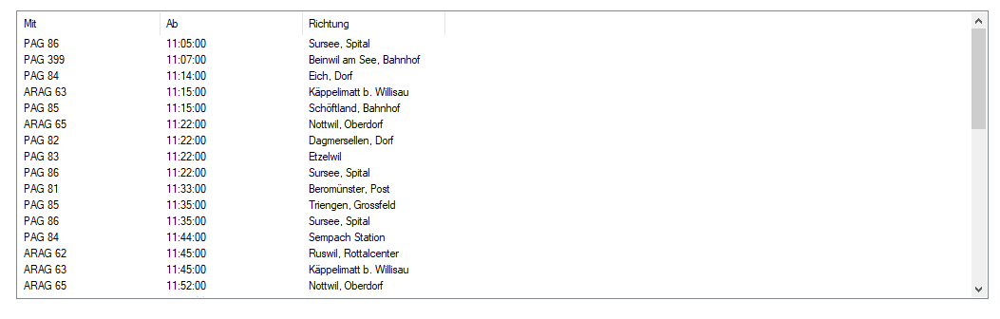 Mit Ab Richtung
PAG 86 11:05:00 Sursee, Spital
PAG 399 11:07:00 Beinwil am See, Bahnhof
PAG 84 11:14:00 Eich, Dorf
ARAG 63 11:15:00 Käppelimatt b. Willisau
PAG 85 11:15:00 Schöftland, Bahnhof
ARAG 65 11:22:00 Nottwil, Oberdorf
PAG 82 11:22:00 Dagmersellen, Dorf
PAG 83 11:22:00 Etzelwil
PAG 86 11:22:00 Sursee, Spital
PAG 81 11:33:00 Beromünster, Post
PAG 85 11:35:00 Triengen, Grossfeld
PAG 86 11:35:00 Sursee, Spital
PAG 84 11:44:00 Sempach Station
ARAG 62 11:45:00 Ruswil, Rottalcenter
ARAG 63 11:45:00 Käppelimatt b. Willisau
ARAG 65 11:52:00 Nottwil, Oberdorf